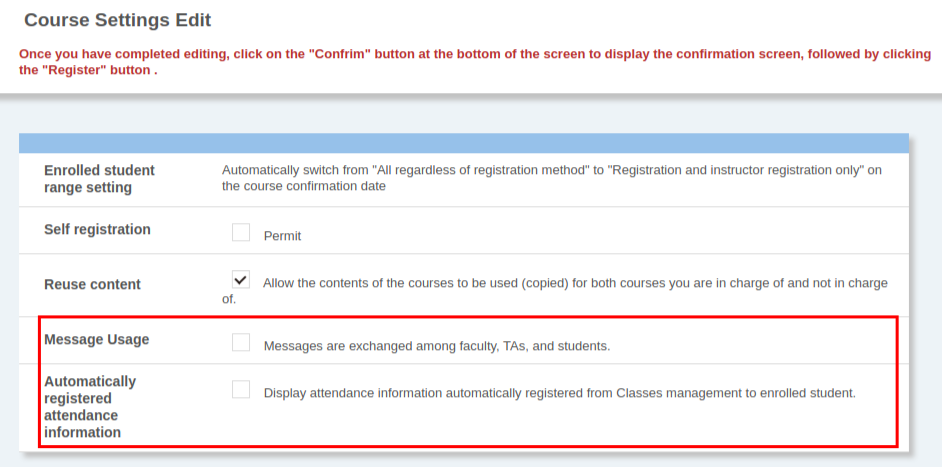 Course Settings Edit
Once you have completed editing, click on the "Confrim" button at the bottom of the screen to display the confirmation screen, followed by clicking
the "Register" button .
Enrolled student
range setting
Automatically switch from "All regardless of registration method" to "Registration and instructor registration only" on
the course confirmation date
Self registration
Permit
Reuse content
Allow the contents of the courses to be used (copied) for both courses you are in charge of and not in charge
of.
Message Usage
Messages are exchanged among faculty, TAs, and students.
Automatically
registered
attendance
information
Display attendance information automatically registered from Classes management to enrolled student.